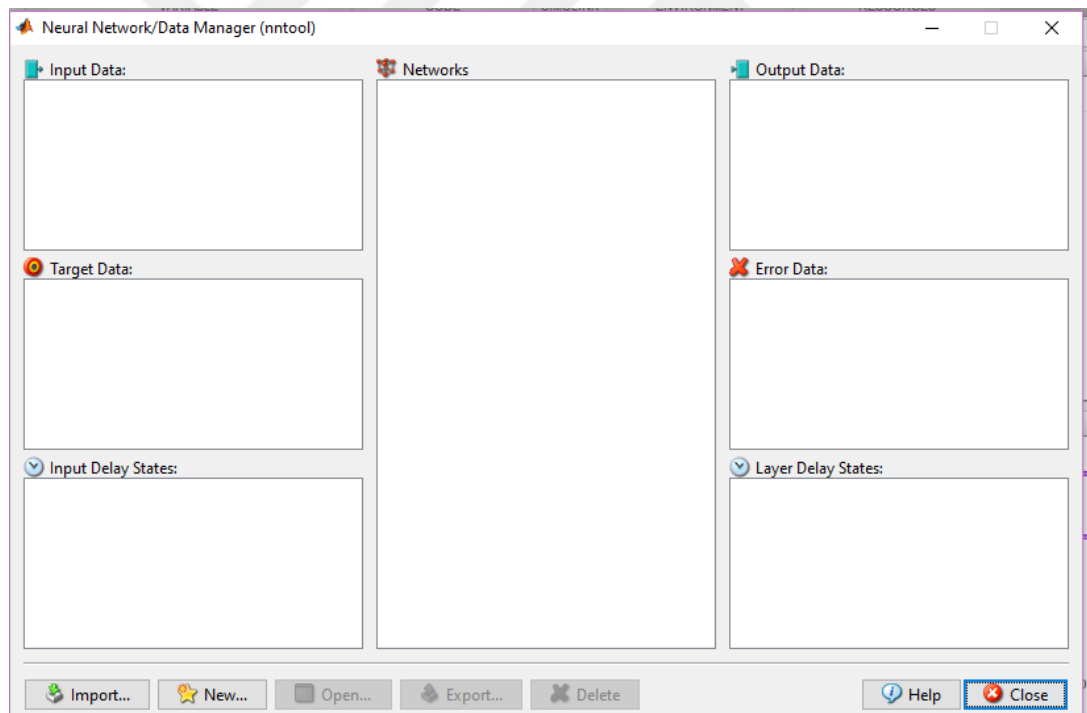 Neural Network/Data Manager (nntool)
Input Data:
Networks
Output Data:
Target Data:
Error Data:
Input Delay States:
Layer Delay States:
Import...
New...
Open...
Export...
Delete
Help
Close